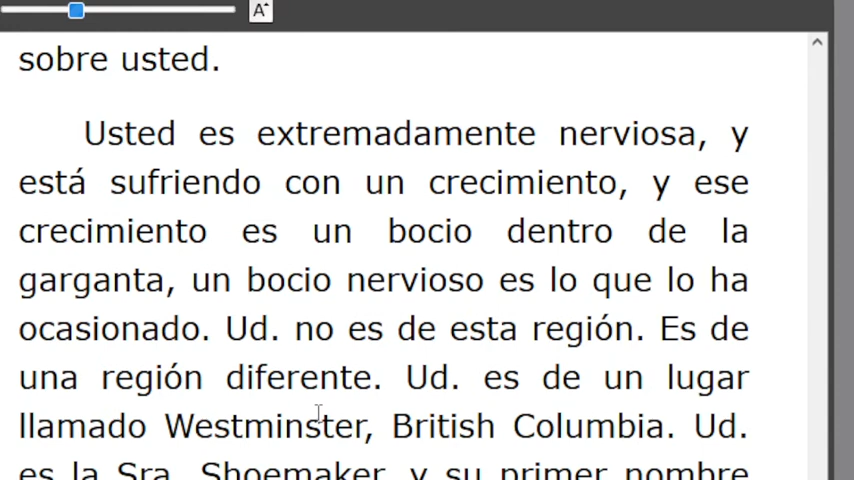 A
sobre usted.
Usted es extremadamente nerviosa, y
está sufriendo con un crecimiento, y ese
crecimiento es un bocio dentro de la
garganta, un bocio nervioso es lo que lo ha
ocasionado. Ud. no es de esta región. Es de
una región diferente. Ud. es de un lugar
llamado Westminster, British Columbia. Ud.
es la Sra. Shoemaker, y su primer nombre